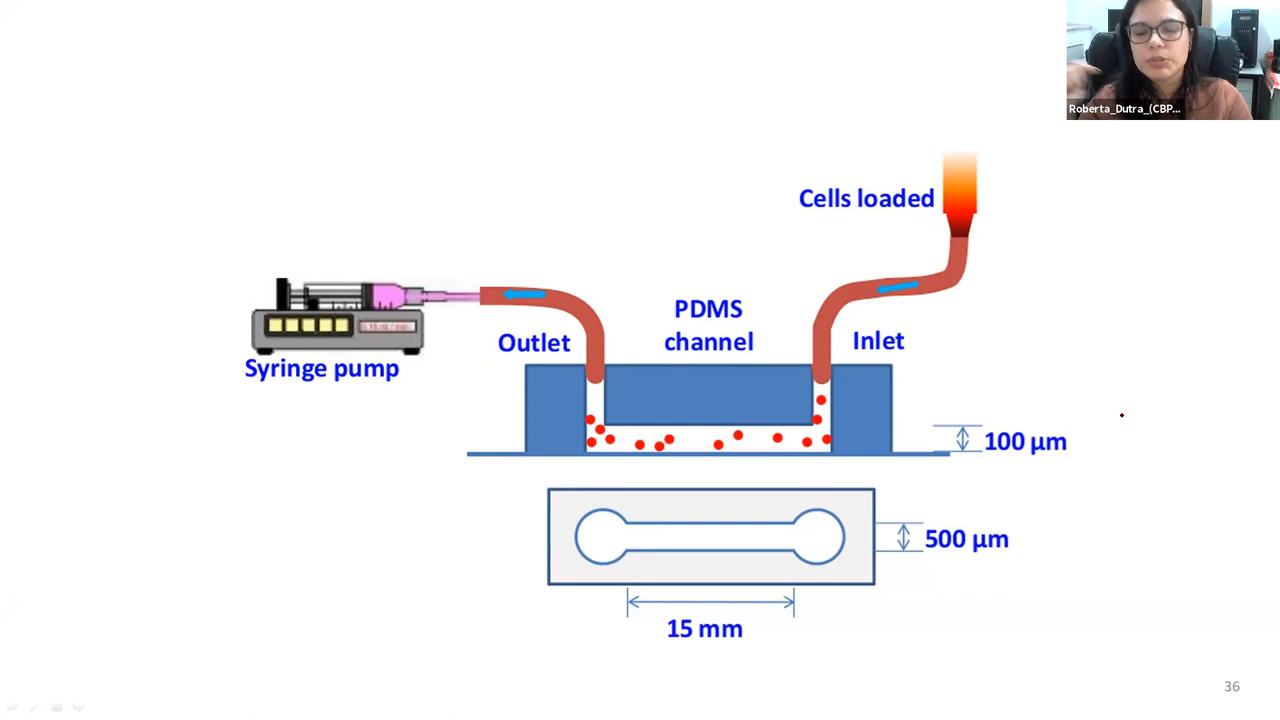 Roberta_Dutra_(CBP...
Cells loaded
PDMS
channel
Outlet
Inlet
Syringe pump
100 µm
500 µm
15 mm
36